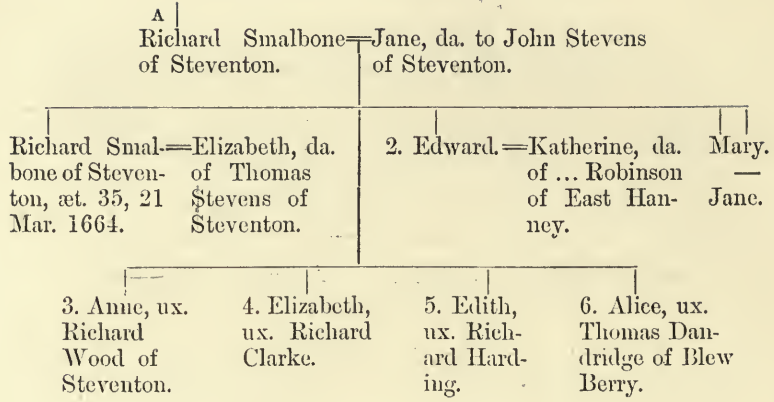 A
Richard Smalbone=Jane, da. to John Stevens
of Steventon. of Steventon.
Richard Smal-=Elizabeth, da. 2. Edward.=Katherine, da. Mary.
bone of Steven- of Thomas of ... Robinson —
ton, æt. 35, 21 Stevens of of East Han- Jane.
Mar. 1664. Steventon. ney.
3. Anne, ux. 4. Elizabeth, 5. Edith, 6. Alice, ux.
Richard ux. Richard ux. Rich- Thomas Dan-
Wood of Clarke. ard Hard- dridge of Blew
Steventon. ing. Berry.